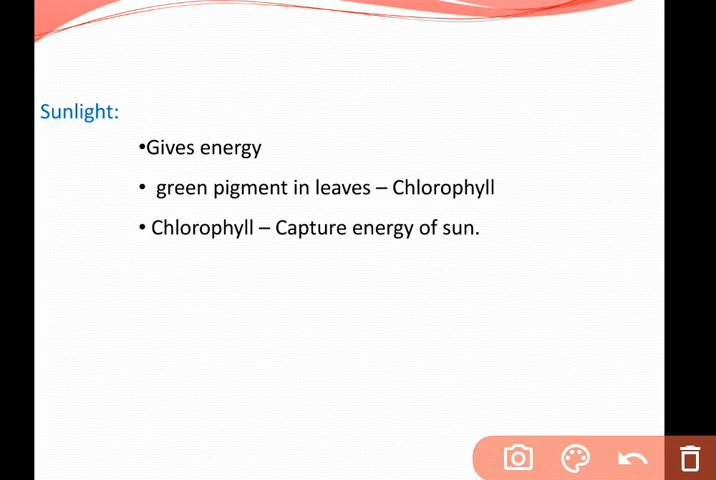 Sunlight:
•Gives energy
• green pigment in leaves – Chlorophyll
• Chlorophyll – Capture energy of sun.